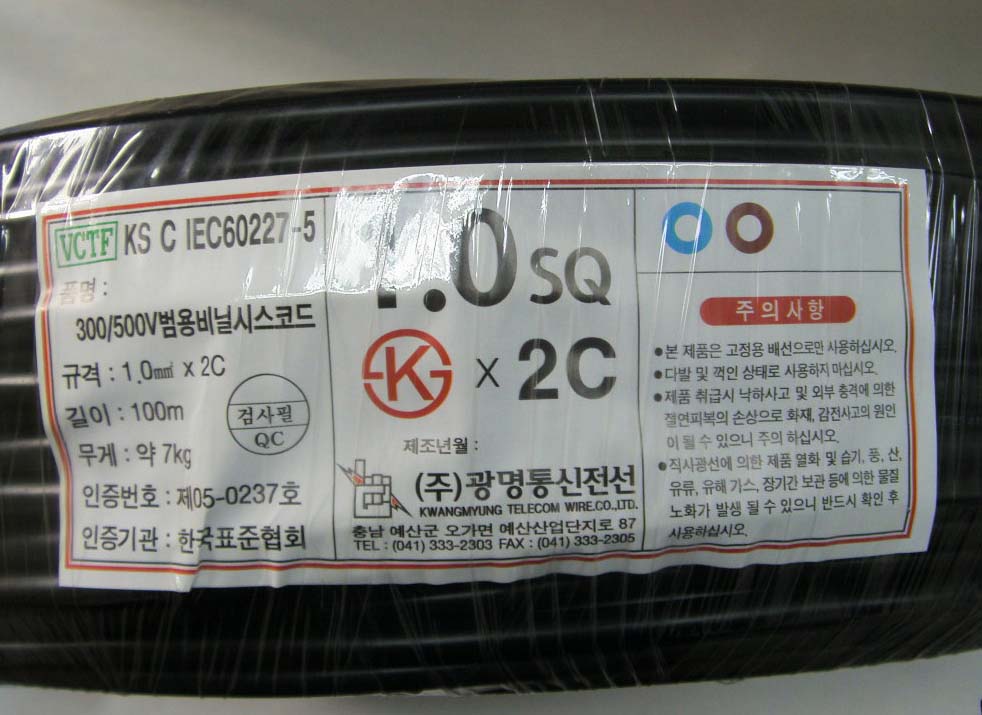 VCTF KS C IEC60227-5
품명 :
300/500V범용비닐시스코드
규격 : 1.0㎟ x 2C
길이 : 100m
무게 : 약 7kg
검사필
QC
인증번호 : 제05-0237호
인증기관 : 한국표준협회
1.0 SQ
K x 2C
제조년월 :
(주)광명통신전선
KWANGMYUNG TELECOM WIRE.CO.,LTD.
충남 예산군 오가면 예산산업단지로 87
TEL : (041) 333-2303 FAX : (041) 333-2305
주의사항
•본 제품은 고정용 배선으로만 사용하십시오.
•다발 및 꺽인 상태로 사용하지 마십시오.
•제품 취급시 낙하사고 및 외부 충격에 의한
절연피복의 손상으로 화재, 감전사고의 원인
이 될 수 있으니 주의 하십시오.
•직사광선에 의한 제품 열화 및 습기, 풍, 산,
유류, 유해 가스, 장기간 보관 등에 의한 물질
노화가 발생 될 수 있으니 반드시 확인 후
사용하십시오.